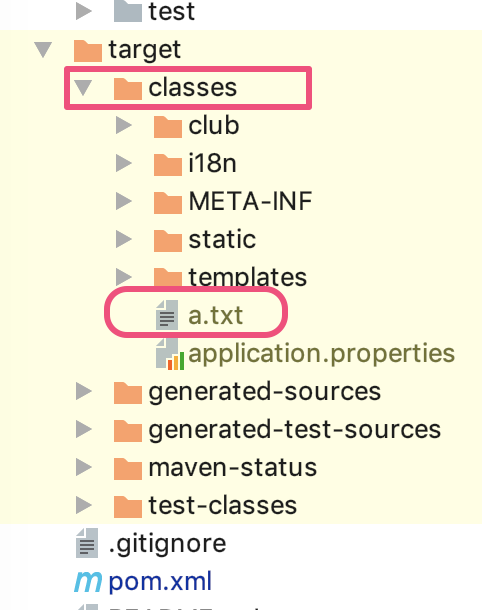 test
target
classes
club
i18n
META-INF
static
templates
a.txt
application.properties
generated-sources
generated-test-sources
maven-status
test-classes
.gitignore
m pom.xml